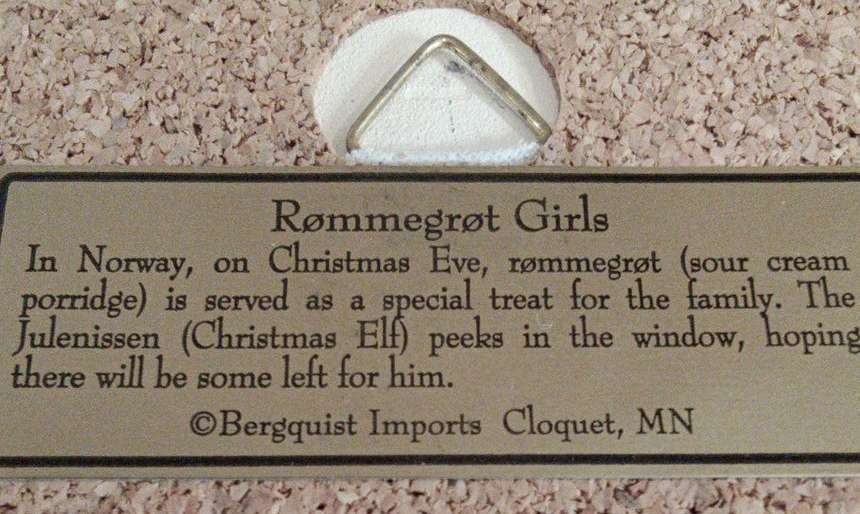 Rømmegrøt Girls
In Norway, on Christmas Eve, rømmegrøt (sour cream
porridge) is served as a special treat for the family. The
Julenissen (Christmas Elf) peeks in the window, hoping
there will be some left for him.
©Bergquist Imports Cloquet, MN